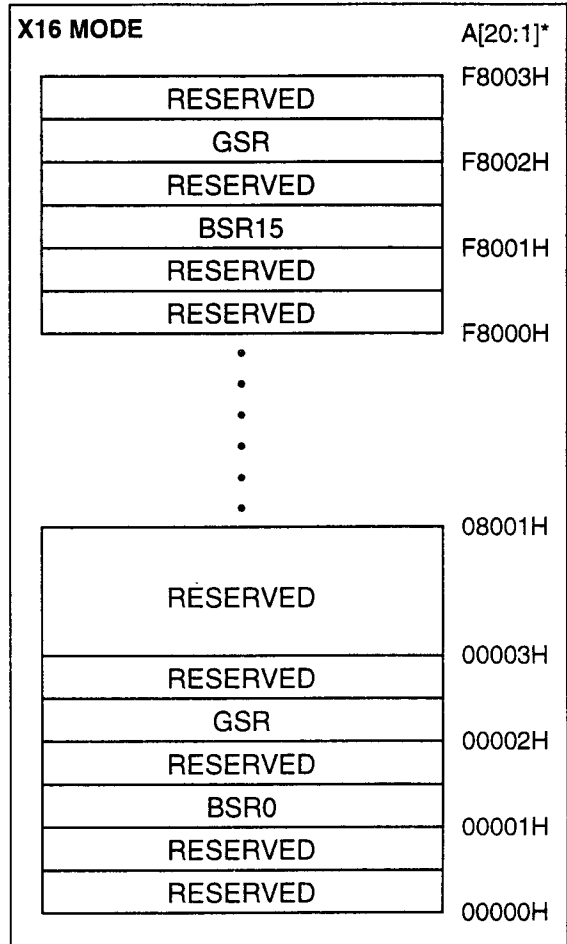 X16 MODE A[20:1]*
F8003H
RESERVED
GSR
F8002H
RESERVED
BSR15
F8001H
RESERVED
RESERVED
F8000H
08001H
RESERVED
00003H
RESERVED
GSR
00002H
RESERVED
BSR0
00001H
RESERVED
RESERVED
00000H